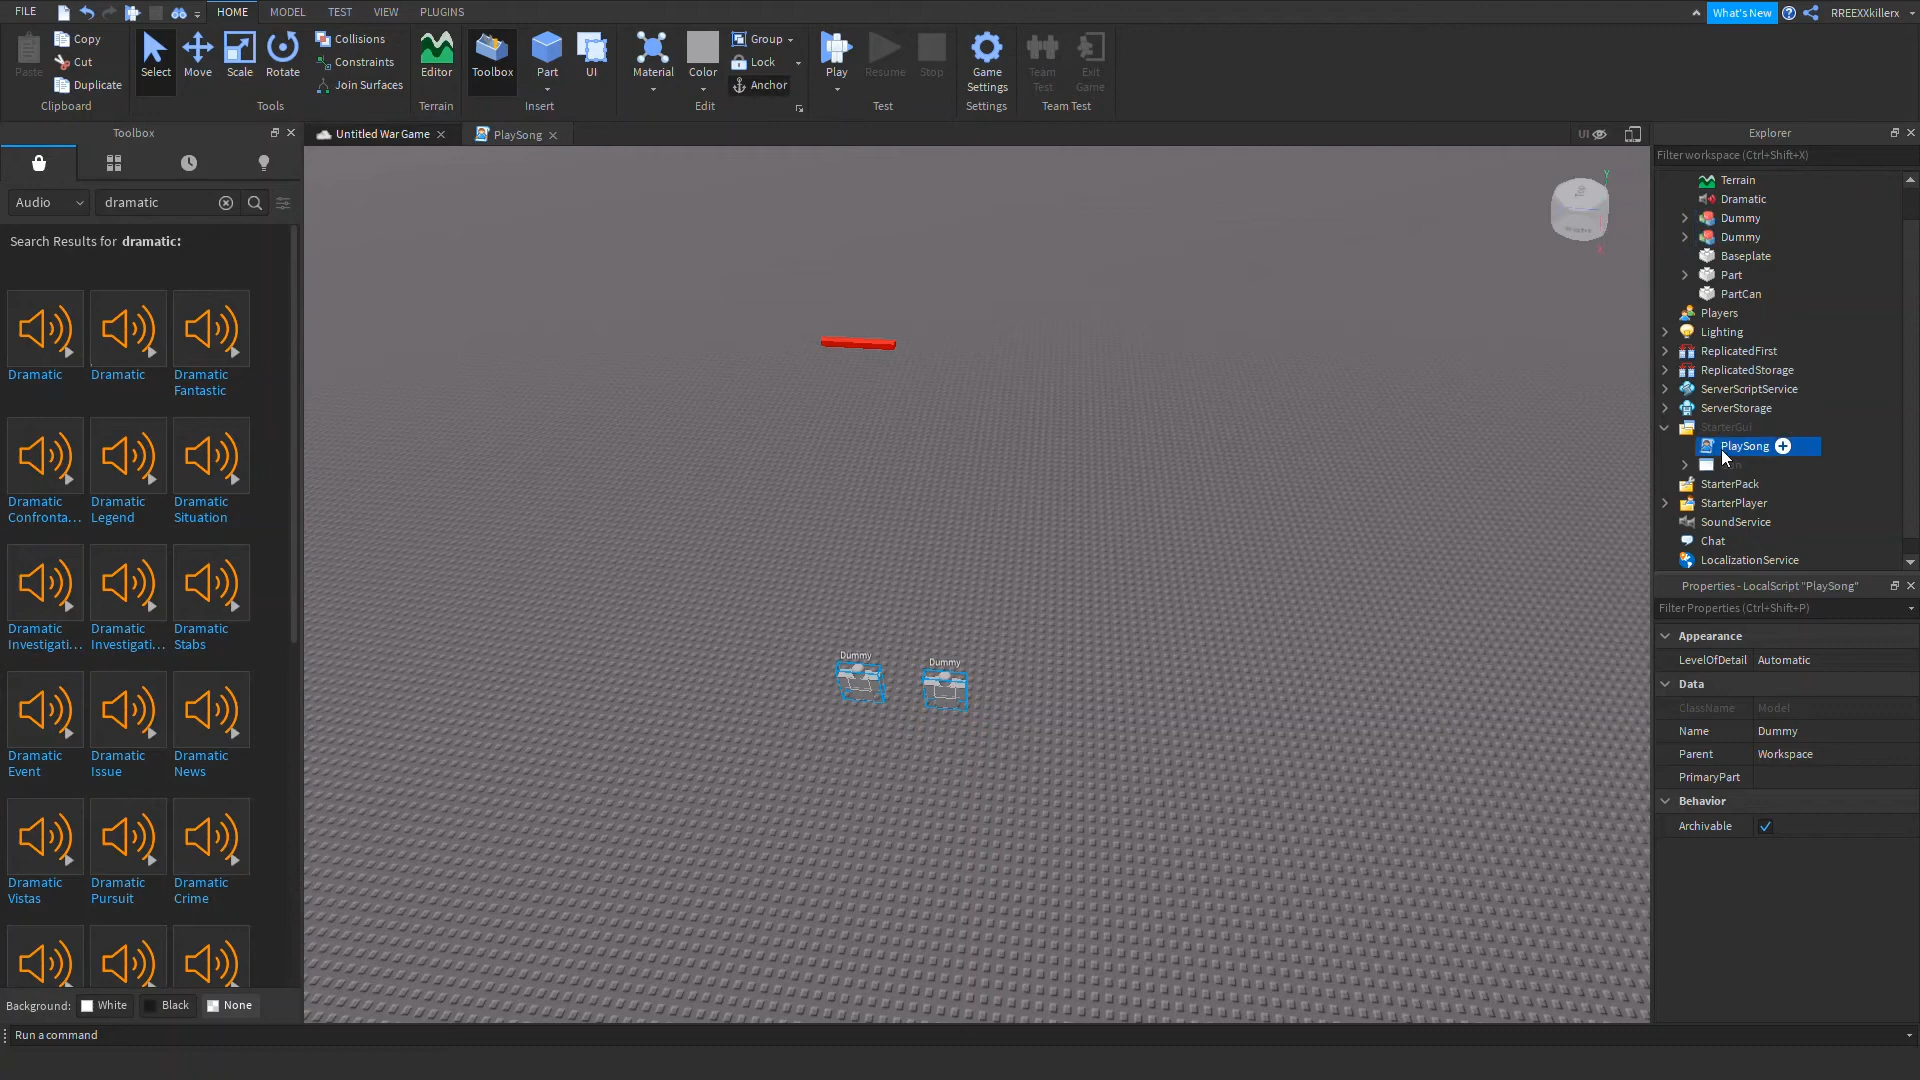 FILE
HOME
MODEL
TEST
VIEW
PLUGINS
What's New
RREEXXkillerx
Paste
Copy
Cut
Duplicate
Clipboard
Select
Move
Scale
Rotate
Collisions
Constraints
Join Surfaces
Tools
Editor
Terrain
Toolbox
Part
UI
Insert
Material
Color
Group
Lock
Anchor
Edit
Play
Resume
Stop
Test
Game
Settings
Settings
Team
Test
Exit
Game
Team Test
Toolbox
Untitled War Game
PlaySong
UI
Explorer
Audio
dramatic
Search Results for dramatic:
Dramatic
Dramatic
Dramatic
Fantastic
Dramatic
Confronta...
Dramatic
Legend
Dramatic
Situation
Dramatic
Investigati...
Dramatic
Investigati...
Dramatic
Stabs
Dramatic
Event
Dramatic
Issue
Dramatic
News
Dramatic
Vistas
Dramatic
Pursuit
Dramatic
Crime
Background:
White
Black
None
Run a command
Dummy
Dummy
Y
X
Filter workspace (Ctrl+Shift+X)
Terrain
Dramatic
Dummy
Dummy
Baseplate
Part
PartCan
Players
Lighting
ReplicatedFirst
ReplicatedStorage
ServerScriptService
ServerStorage
StarterGui
PlaySong
StarterPack
StarterPlayer
SoundService
Chat
LocalizationService
Properties - LocalScript "PlaySong"
Filter Properties (Ctrl+Shift+P)
Appearance
LevelOfDetail Automatic
Data
ClassName Model
Name Dummy
Parent Workspace
PrimaryPart
Behavior
Archivable